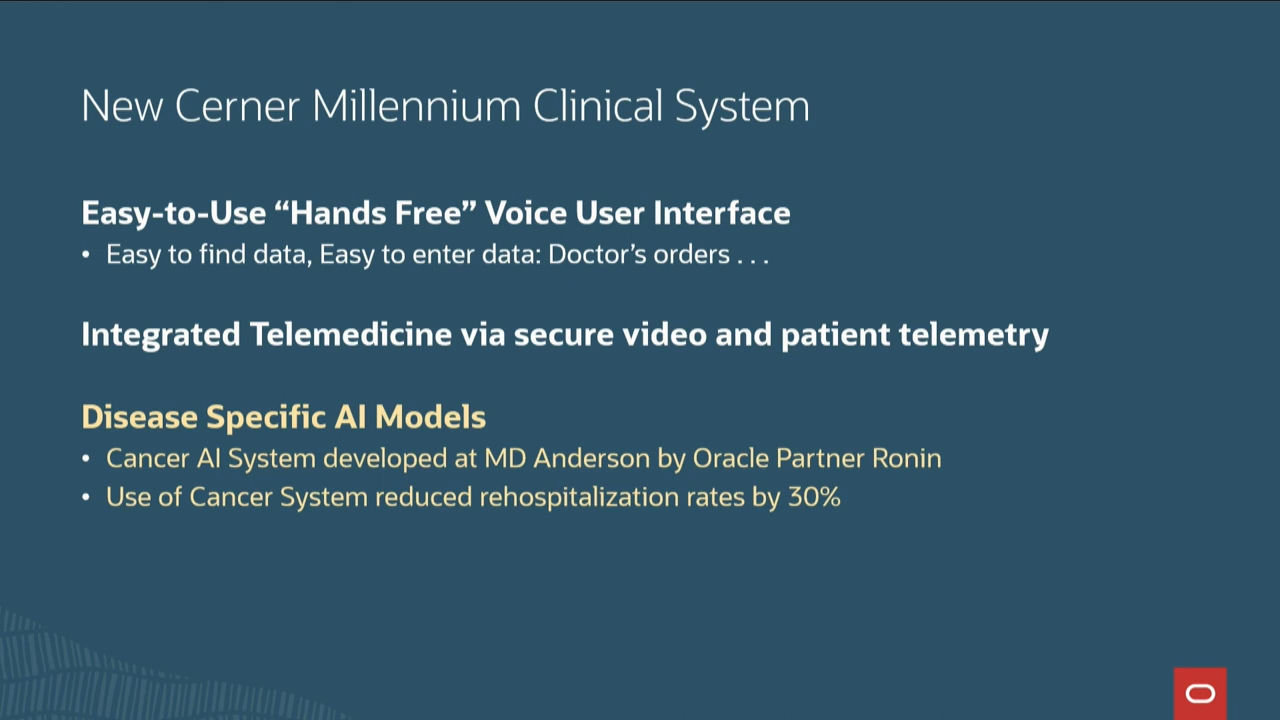 New Cerner Millennium Clinical System
Easy-to-Use “Hands Free” Voice User Interface
• Easy to find data, Easy to enter data: Doctor’s orders . . .
Integrated Telemedicine via secure video and patient telemetry
Disease Specific AI Models
• Cancer AI System developed at MD Anderson by Oracle Partner Ronin
• Use of Cancer System reduced rehospitalization rates by 30%